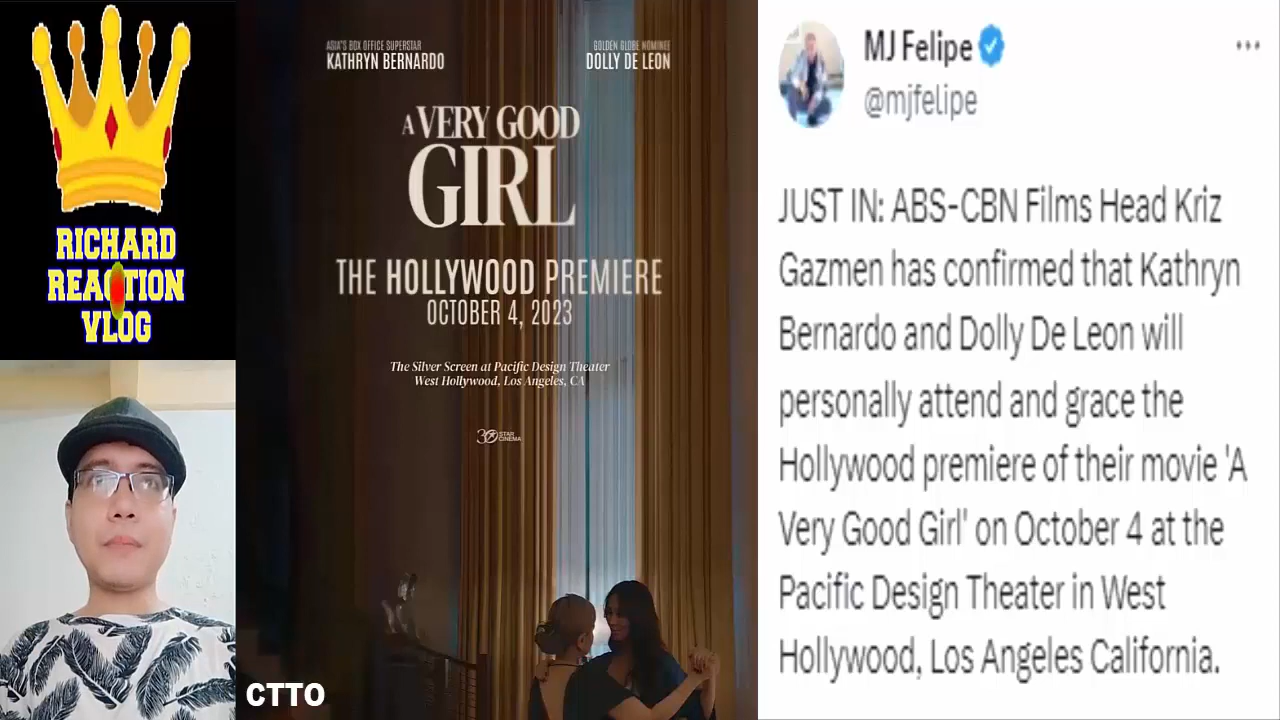 RICHARD
REACTION
VLOG
ASIA'S BOX OFFICE SUPERSTAR
KATHRYN BERNARDO
GOLDEN GLOBE NOMINEE
DOLLY DE LEON
A VERY GOOD
GIRL
THE HOLLYWOOD PREMIERE
OCTOBER 4, 2023
The Silver Screen at Pacific Design Theater
West Hollywood, Los Angeles, CA
30 STAR
CINEMA
CTTO
MJ Felipe
@mjfelipe
JUST IN: ABS-CBN Films Head Kriz
Gazmen has confirmed that Kathryn
Bernardo and Dolly De Leon will
personally attend and grace the
Hollywood premiere of their movie 'A
Very Good Girl' on October 4 at the
Pacific Design Theater in West
Hollywood, Los Angeles California.